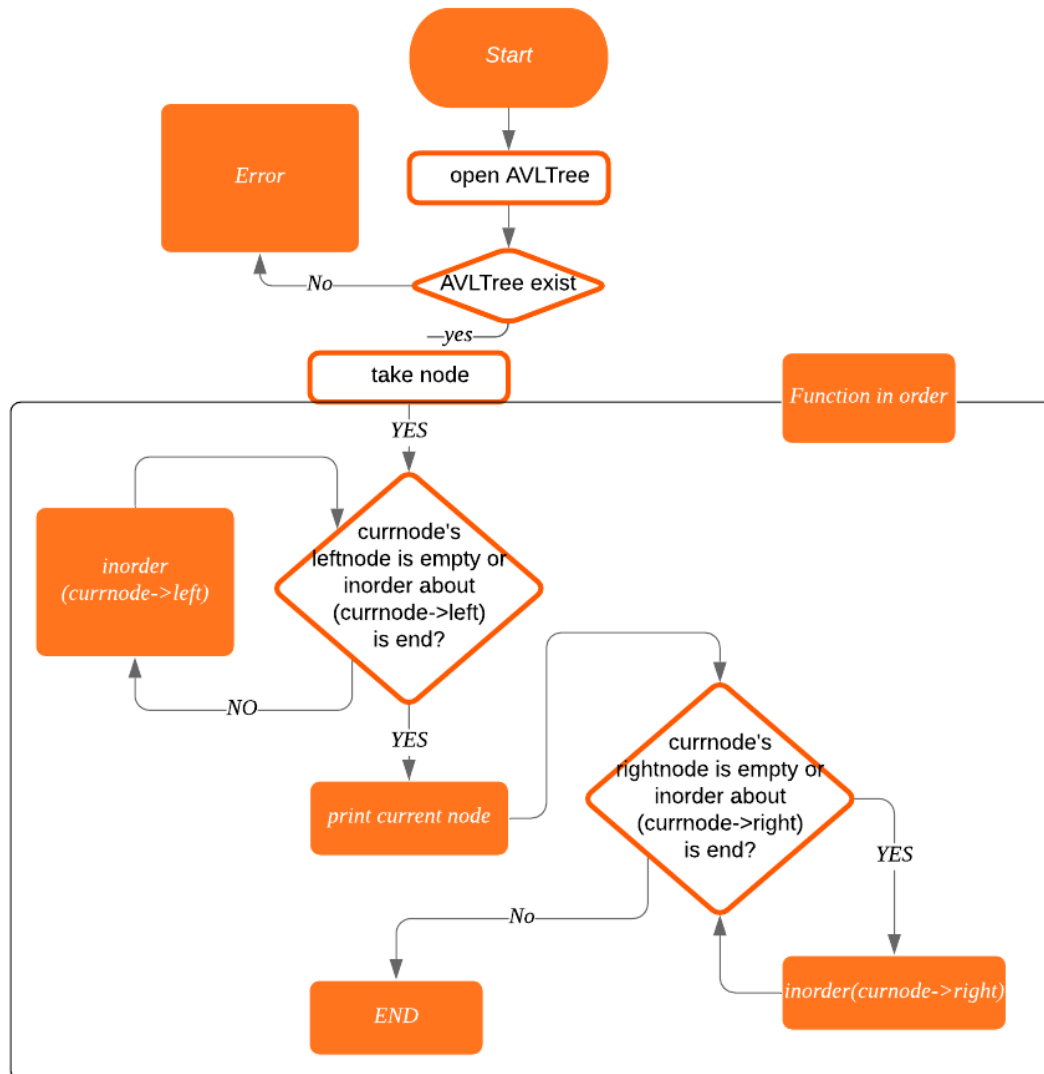 Start
open AVLTree
Error
AVLTree exist
No
yes
take node
Function in order
YES
currnode's
leftnode is empty or
inorder about
(currnode->left)
is end?
inorder
(currnode->left)
NO
YES
print current node
currnode's
rightnode is empty or
inorder about
(currnode->right)
is end?
YES
No
inorder(curnode->right)
END